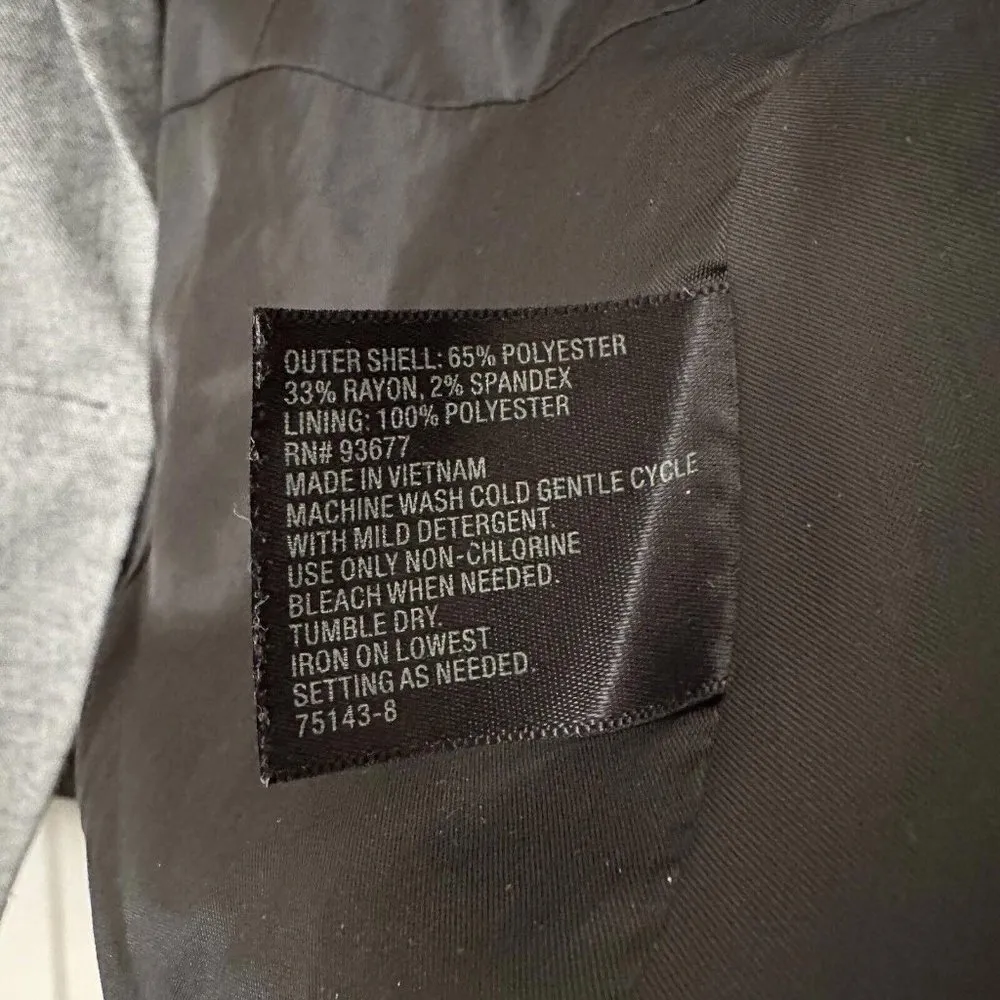 OUTER SHELL: 65% POLYESTER
33% RAYON, 2% SPANDEX
LINING: 100% POLYESTER
RN# 93677
MADE IN VIETNAM
MACHINE WASH COLD GENTLE CYCLE
WITH MILD DETERGENT.
USE ONLY NON-CHLORINE
BLEACH WHEN NEEDED.
TUMBLE DRY.
IRON ON LOWEST
SETTING AS NEEDED.
75143-8